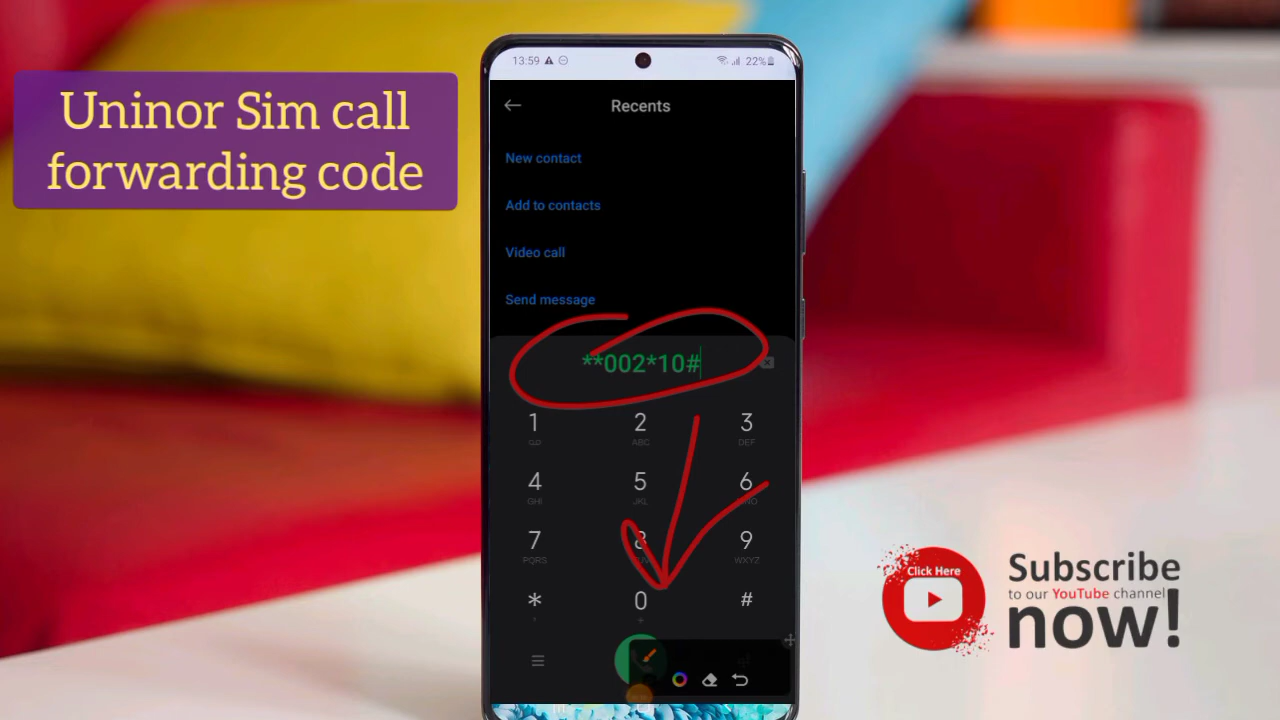 Uninor Sim call
forwarding code
13:59
22%
Recents
New contact
Add to contacts
Video call
Send message
**002*10#
1 2 3
ABC DEF
4 5 6
GHI JKL MNO
7 8 9
PQRS WXYZ
* 0 #
+
Click Here
Subscribe
to our YouTube channel
now!